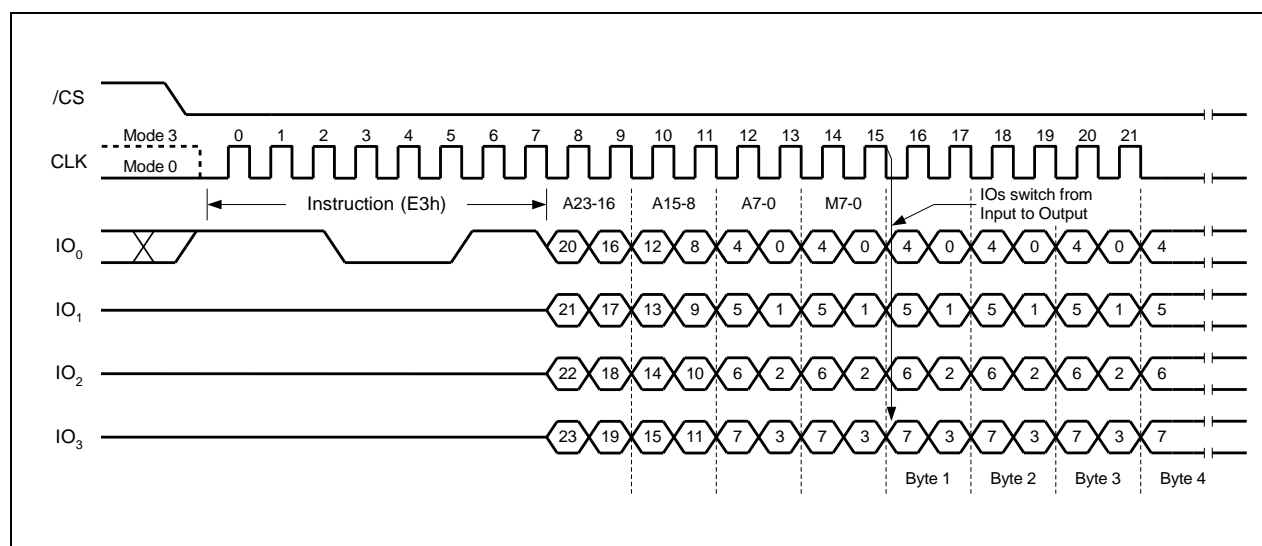 /CS
Mode 3
0 1 2 3 4 5 6 7 8 9 10 11 12 13 14 15 16 17 18 19 20 21
CLK
Mode 0
Instruction (E3h) A23-16 A15-8 A7-0 M7-0
IOs switch from
Input to Output
IO0 20 16 12 8 4 0 4 0 4 0 4 0 4 0 4
IO1 21 17 13 9 5 1 5 1 5 1 5 1 5 1 5
IO2 22 18 14 10 6 2 6 2 6 2 6 2 6 2 6
IO3 23 19 15 11 7 3 7 3 7 3 7 3 7 3 7
Byte 1 Byte 2 Byte 3 Byte 4